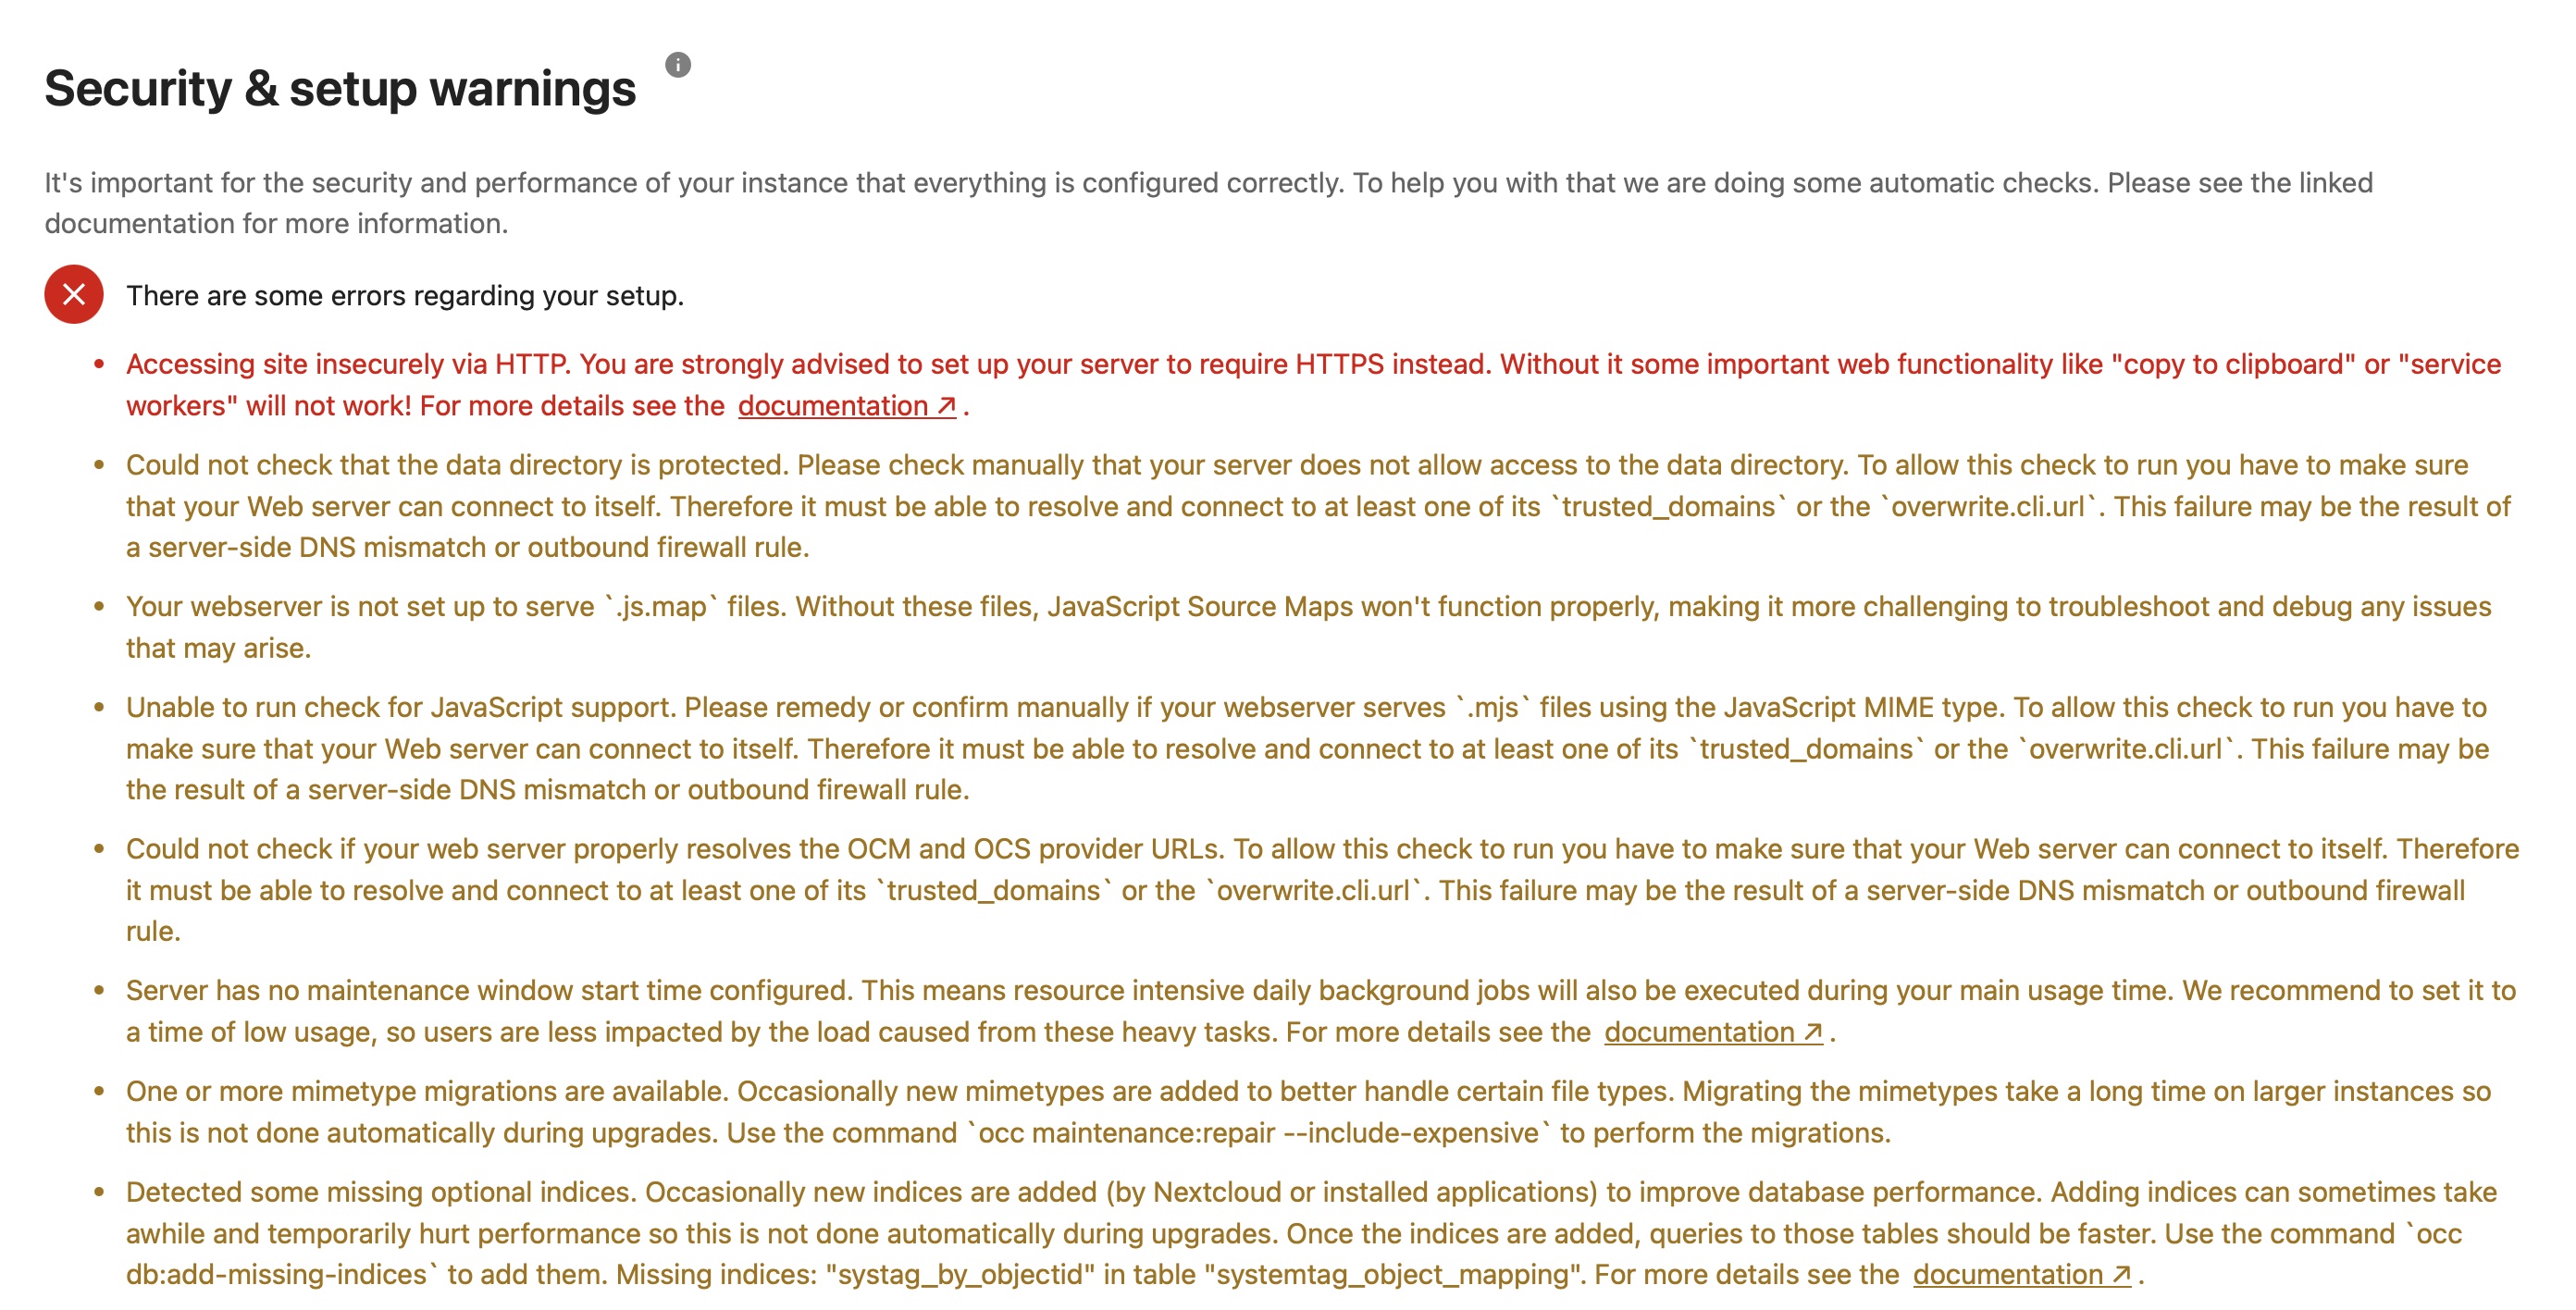 Security & setup warnings
It's important for the security and performance of your instance that everything is configured correctly. To help you with that we are doing some automatic checks. Please see the linked
documentation for more information.
There are some errors regarding your setup.
• Accessing site insecurely via HTTP. You are strongly advised to set up your server to require HTTPS instead. Without it some important web functionality like "copy to clipboard" or "service
workers" will not work! For more details see the documentation ↗.
• Could not check that the data directory is protected. Please check manually that your server does not allow access to the data directory. To allow this check to run you have to make sure
that your Web server can connect to itself. Therefore it must be able to resolve and connect to at least one of its `trusted_domains` or the `overwrite.cli.url`. This failure may be the result of
a server-side DNS mismatch or outbound firewall rule.
• Your webserver is not set up to serve `.js.map` files. Without these files, JavaScript Source Maps won't function properly, making it more challenging to troubleshoot and debug any issues
that may arise.
• Unable to run check for JavaScript support. Please remedy or confirm manually if your webserver serves `.mjs` files using the JavaScript MIME type. To allow this check to run you have to
make sure that your Web server can connect to itself. Therefore it must be able to resolve and connect to at least one of its `trusted_domains` or the `overwrite.cli.url`. This failure may be
the result of a server-side DNS mismatch or outbound firewall rule.
• Could not check if your web server properly resolves the OCM and OCS provider URLs. To allow this check to run you have to make sure that your Web server can connect to itself. Therefore
it must be able to resolve and connect to at least one of its `trusted_domains` or the `overwrite.cli.url`. This failure may be the result of a server-side DNS mismatch or outbound firewall
rule.
• Server has no maintenance window start time configured. This means resource intensive daily background jobs will also be executed during your main usage time. We recommend to set it to
a time of low usage, so users are less impacted by the load caused from these heavy tasks. For more details see the documentation ↗.
• One or more mimetype migrations are available. Occasionally new mimetypes are added to better handle certain file types. Migrating the mimetypes take a long time on larger instances so
this is not done automatically during upgrades. Use the command `occ maintenance:repair --include-expensive` to perform the migrations.
• Detected some missing optional indices. Occasionally new indices are added (by Nextcloud or installed applications) to improve database performance. Adding indices can sometimes take
awhile and temporarily hurt performance so this is not done automatically during upgrades. Once the indices are added, queries to those tables should be faster. Use the command `occ
db:add-missing-indices` to add them. Missing indices: "systag_by_objectid" in table "systemtag_object_mapping". For more details see the documentation ↗.